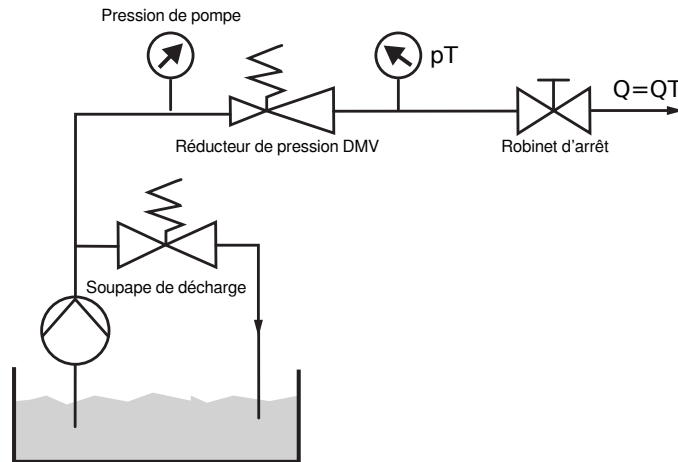 Pression de pompe
pT
Q=QT
Réducteur de pression DMV
Robinet d'arrêt
Soupape de décharge